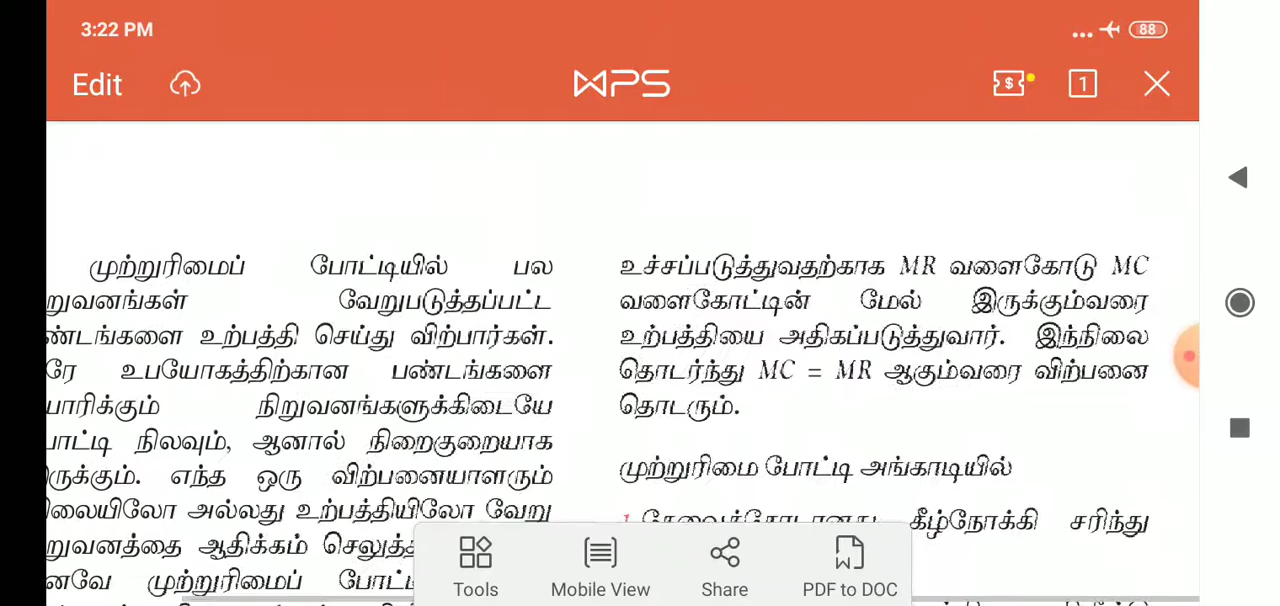 3:22 PM
88
Edit
WPS
$
1
முற்றுரிமைப் போட்டியில் பல
றுவனங்கள் வேறுபடுத்தப்பட்ட
ண்டங்களை உற்பத்தி செய்து விற்பார்கள்.
ரே உபயோகத்திற்கான பண்டங்களை
யாரிக்கும் நிறுவனங்களுக்கிடையே
பாட்டி நிலவும், ஆனால் நிறைகுறையாக
ருக்கும். எந்த ஒரு விற்பனையாளரும்
லையிலோ அல்லது உற்பத்தியிலோ வேறு
றுவனத்தை ஆதிக்கம்
னவே முற்றுரிமைப்
உச்சப்படுத்துவதற்காக MR வளைகோடு MC
வளைகோட்டின் மேல் இருக்கும்வரை
உற்பத்தியை அதிகப்படுத்துவார். இந்நிலை
தொடர்ந்து MC = MR ஆகும்வரை விற்பனை
தொடரும்.
முற்றுரிமை போட்டி அங்காடியில்
1. தேவைக்கோடானது கீழ்நோக்கி சரிந்து
Tools
Mobile View
Share
PDF to DOC